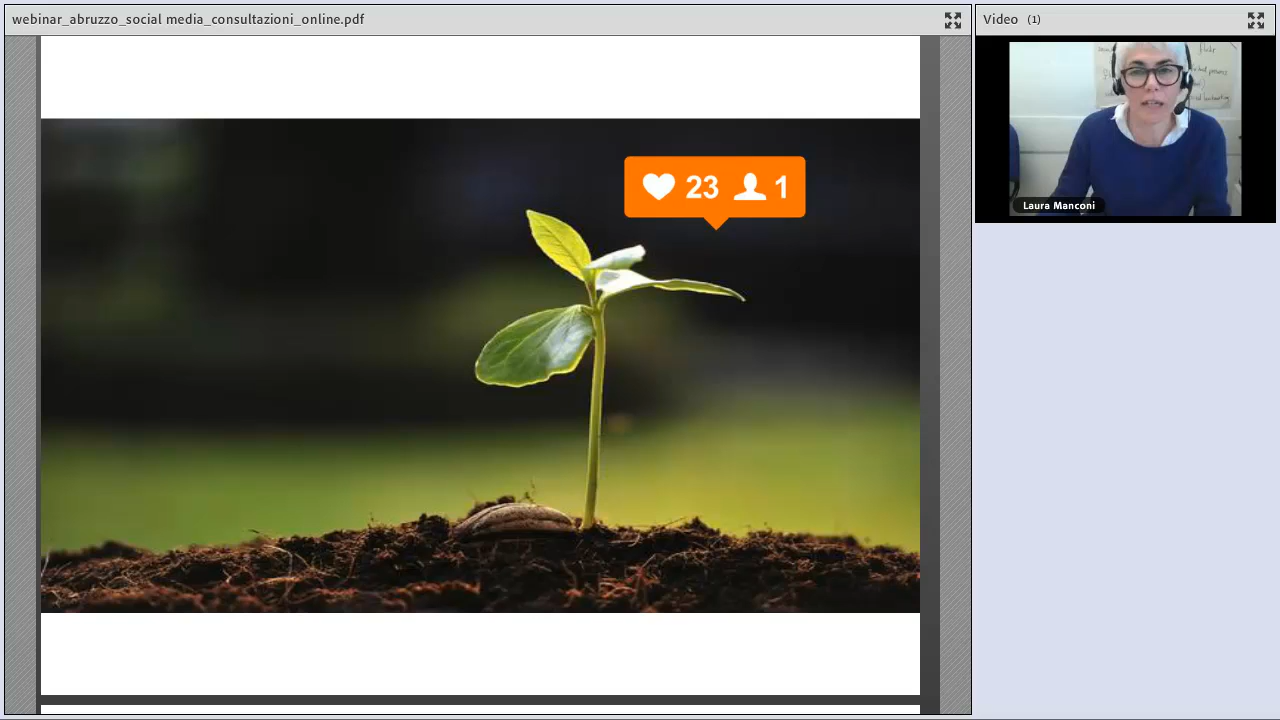 webinar_abruzzo_social media_consultazioni_online.pdf
Video (1)
23 1
Laura Manconi